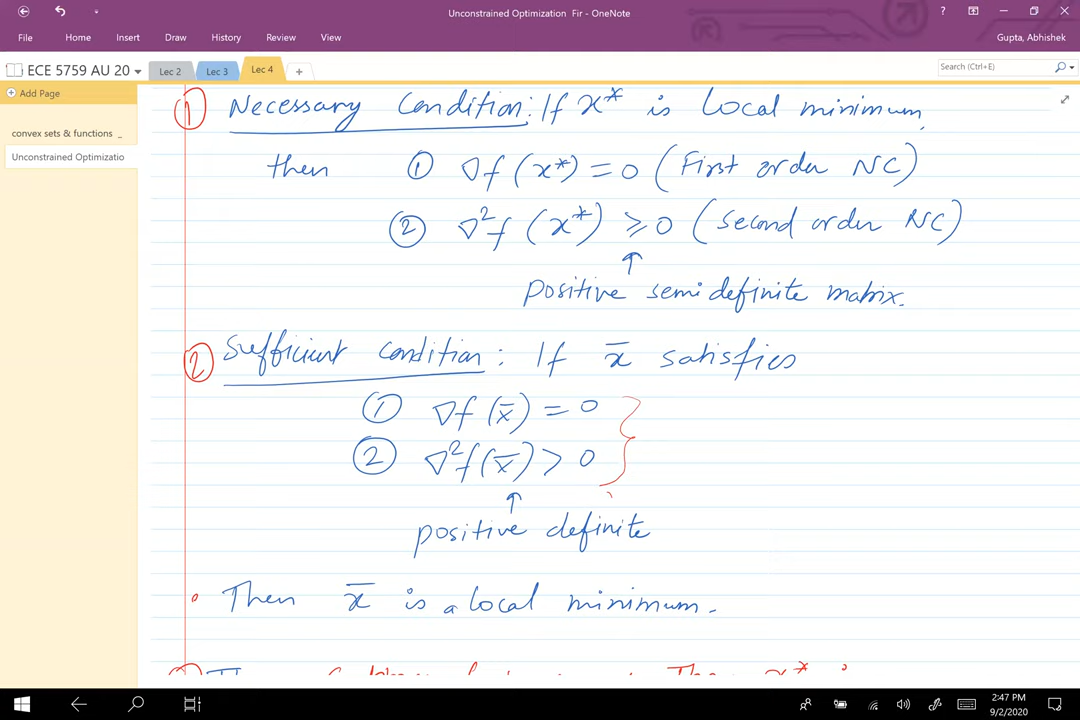 Unconstrained Optimization Fir - OneNote
?
File Home Insert Draw History Review View
Gupta, Abhishek
ECE 5759 AU 20
Lec 2
Lec 3
Lec 4
+
Search (Ctrl+E)
Add Page
convex sets & functions _
Unconstrained Optimizatio
① Necessary Condition: If x* is local minimum,
then ① ∇f(x*) = 0 (First order NC)
② ∇²f(x*) ⩾ 0 (second order NC)
↑
positive semidefinite matrix.
② Sufficient condition: If x̄ satisfies
① ∇f(x̄) = 0
② ∇²f(x̄) > 0
↑
positive definite
Then x̄ is a local minimum.
Then x* is
2:47 PM
9/2/2020